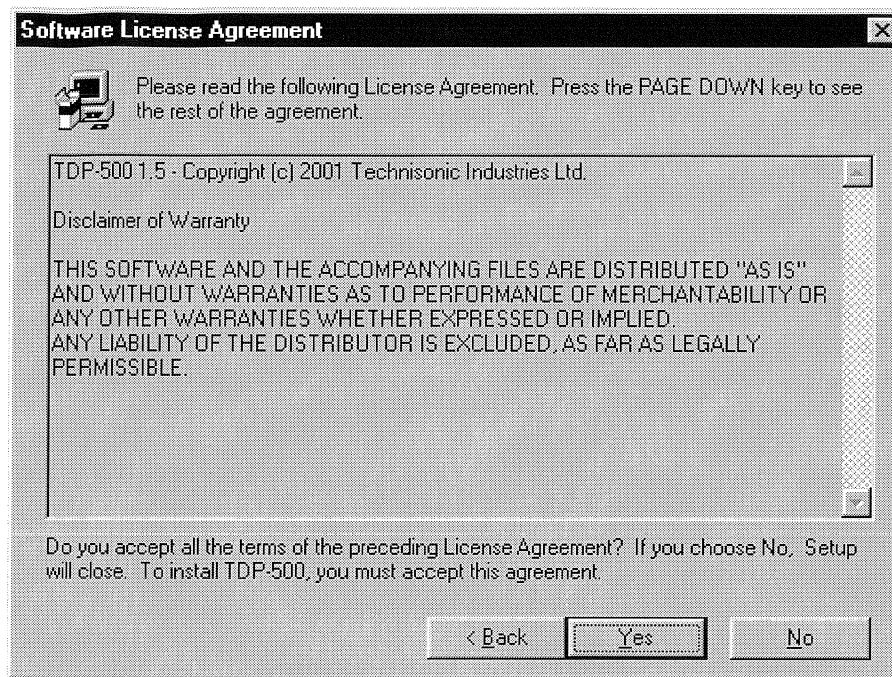 Software License Agreement
Please read the following License Agreement. Press the PAGE DOWN key to see
the rest of the agreement.
TDP-500 1.5 - Copyright (c) 2001 Technisonic Industries Ltd.
Disclaimer of Warranty
THIS SOFTWARE AND THE ACCOMPANYING FILES ARE DISTRIBUTED "AS IS"
AND WITHOUT WARRANTIES AS TO PERFORMANCE OF MERCHANTABILITY OR
ANY OTHER WARRANTIES WHETHER EXPRESSED OR IMPLIED.
ANY LIABILITY OF THE DISTRIBUTOR IS EXCLUDED, AS FAR AS LEGALLY
PERMISSIBLE.
Do you accept all the terms of the preceding License Agreement? If you choose No, Setup
will close. To install TDP-500, you must accept this agreement.
< Back Yes No